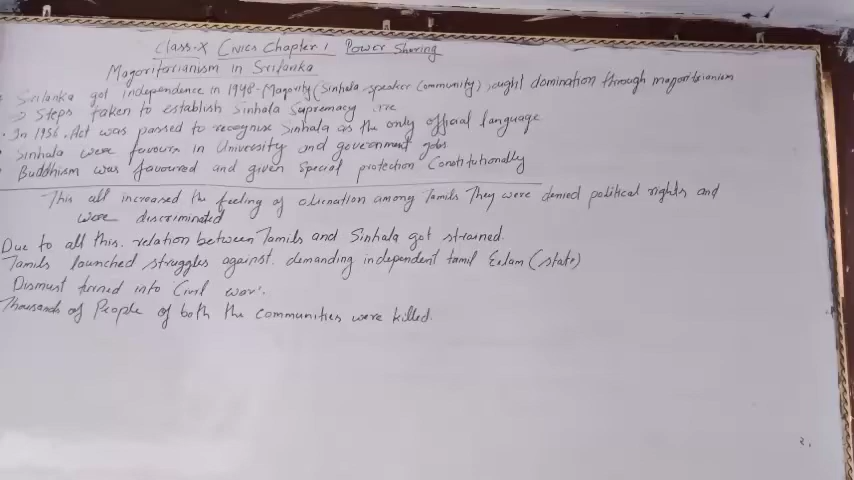 Class-X Civics Chapter 1 Power Sharing
Magoritarianism in Srilanka
Srilanka got independence in 1948. Majority (Sinhala speaker Community) sought domination through magoritarianism
→ Steps taken to establish Sinhala Supremacy are
. In 1956. Act was passed to recognise Sinhala as the only official language
Sinhala were favoured in University and government jobs
Buddhism was favoured and given special protection Constitutionally
This all increased the feeling of alienation among Tamils They were denied political rights and
were discriminated
Due to all this. relation between Tamils and Sinhala got strained.
Tamils launched struggles against. demanding independent tamil Eelam (state)
Dismust turned into Civil war.
Thousands of People of both the communities were killed.
2.